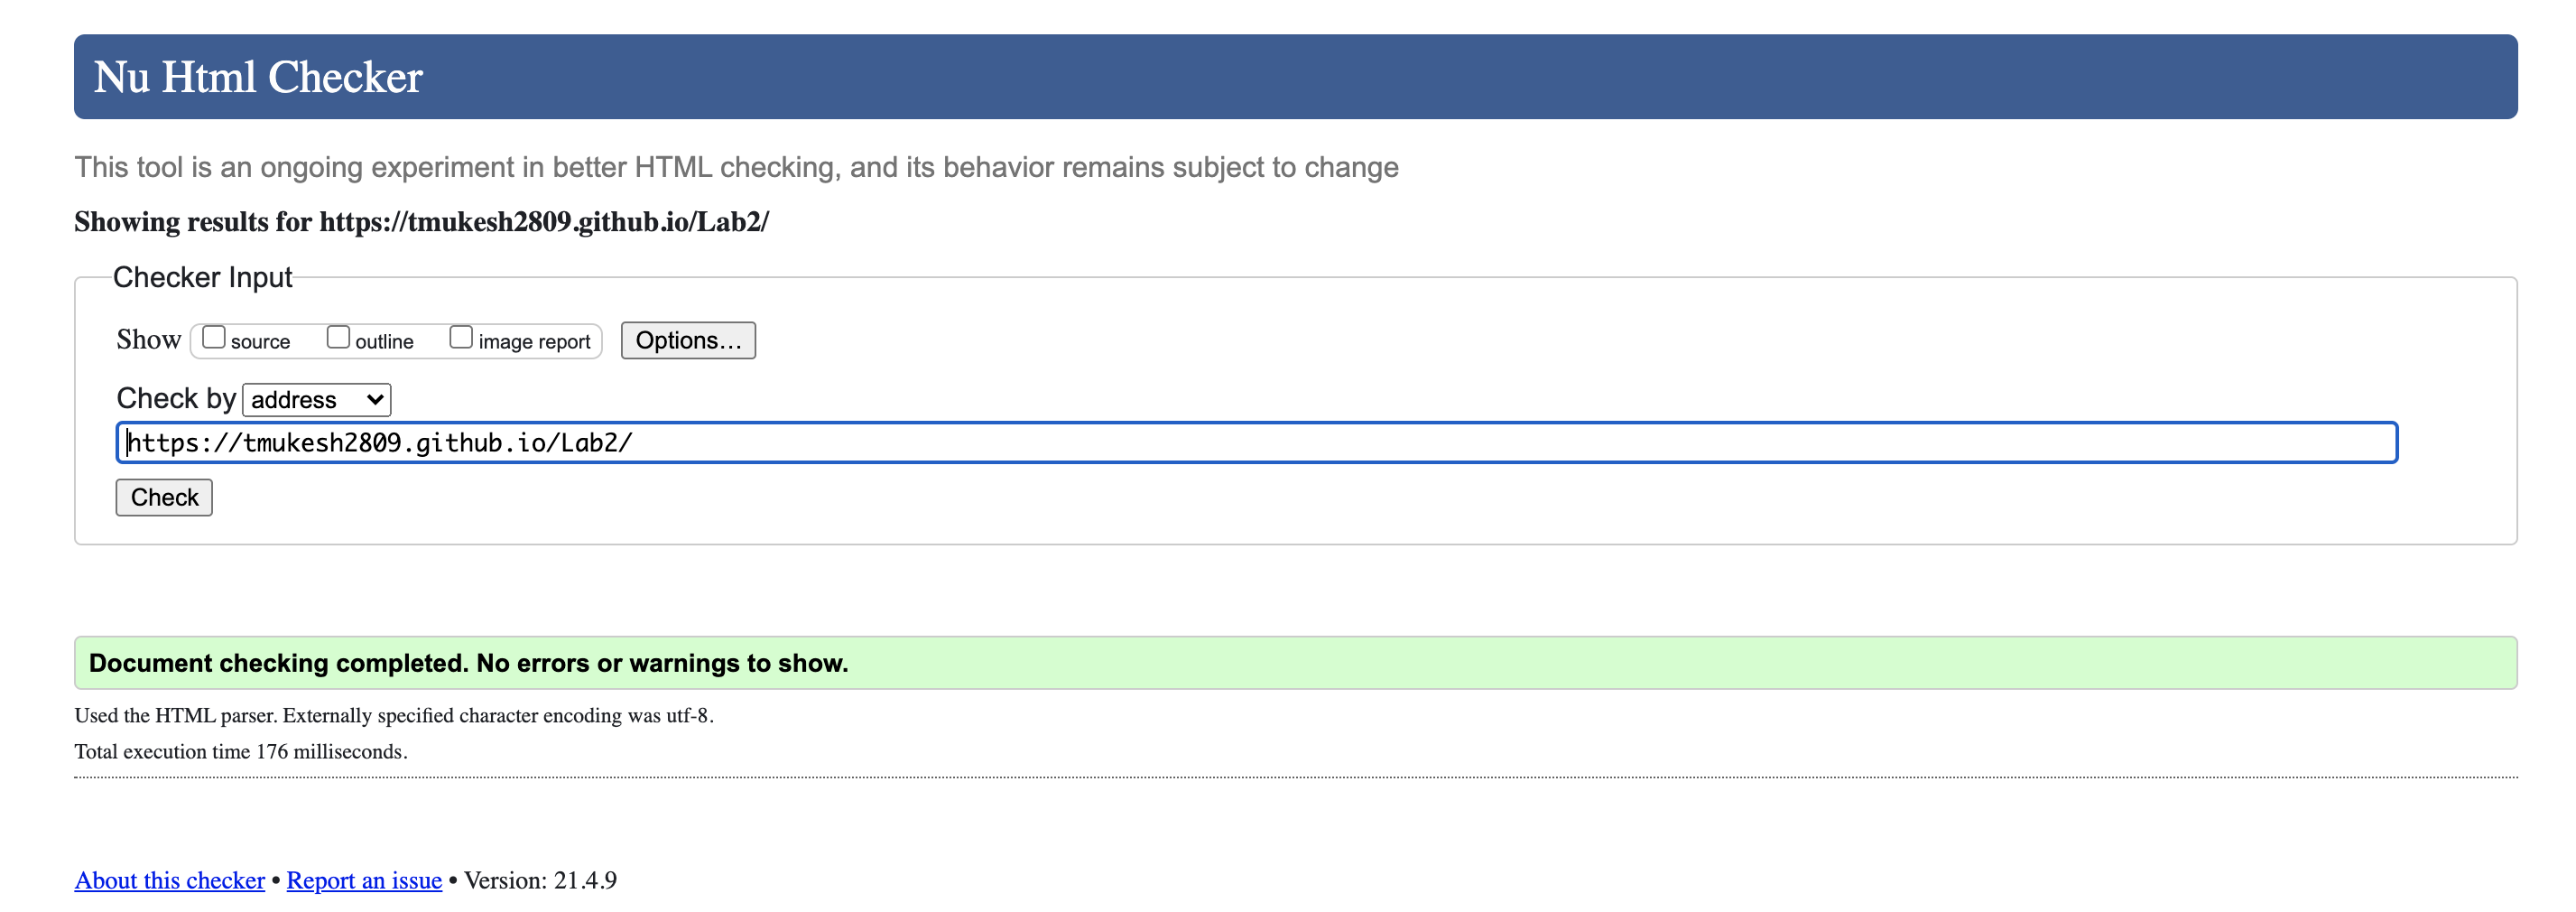 Nu Html Checker
This tool is an ongoing experiment in better HTML checking, and its behavior remains subject to change
Showing results for https://tmukesh2809.github.io/Lab2/
Checker Input
Show source outline image report Options...
Check by address
https://tmukesh2809.github.io/Lab2/
Check
Document checking completed. No errors or warnings to show.
Used the HTML parser. Externally specified character encoding was utf-8.
Total execution time 176 milliseconds.
About this checker • Report an issue • Version: 21.4.9